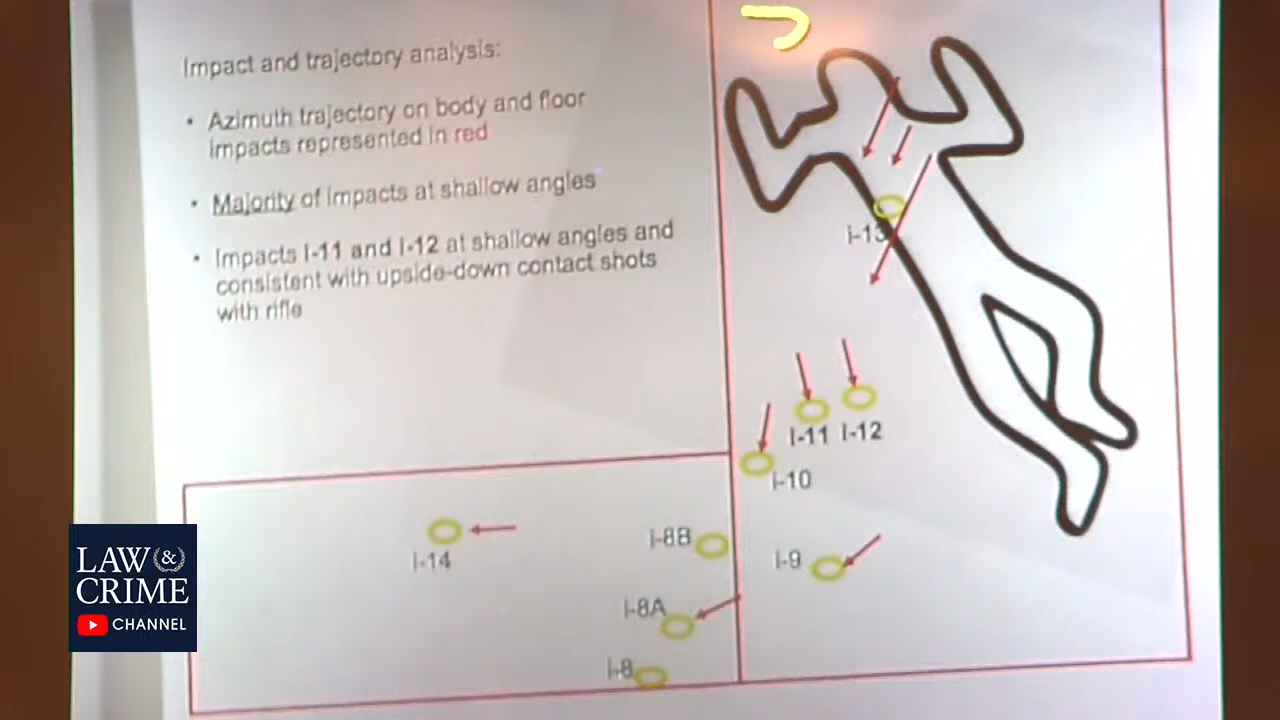 Impact and trajectory analysis:
• Azimuth trajectory on body and floor
impacts represented in red
• Majority of impacts at shallow angles
• Impacts I-11 and I-12 at shallow angles and
consistent with upside-down contact shots
with rifle
i-13
I-11 I-12
i-10
i-9
i-8B
i-14
i-8A
i-8
LAW &
CRIME
CHANNEL